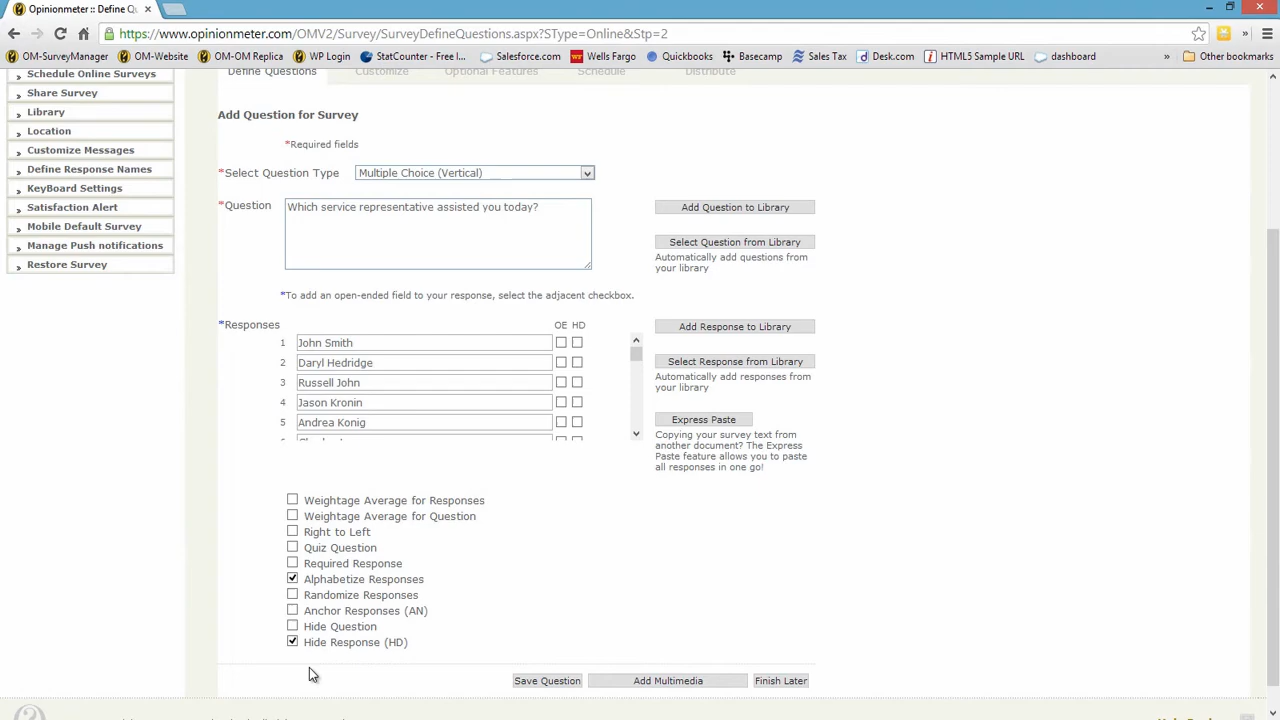 Opinionmeter :: Define Qu
https://www.opinionmeter.com/OMV2/Survey/SurveyDefineQuestions.aspx?SType=Online&Stp=2
OM-SurveyManager OM-Website OM-OM Replica WP Login StatCounter - Free I... Salesforce.com Wells Fargo Quickbooks Basecamp Sales Tax Desk.com HTML5 Sample URL dashboard » Other bookmarks
Schedule Online Surveys
Share Survey
Library
Location
Customize Messages
Define Response Names
KeyBoard Settings
Satisfaction Alert
Mobile Default Survey
Manage Push notifications
Restore Survey
Define Questions Customize Optional Features Schedule Distribute
Add Question for Survey
*Required fields
*Select Question Type Multiple Choice (Vertical)
*Question Which service representative assisted you today?
Add Question to Library
Select Question from Library
Automatically add questions from
your library
*To add an open-ended field to your response, select the adjacent checkbox.
*Responses OE HD
1 John Smith
2 Daryl Hedridge
3 Russell John
4 Jason Kronin
5 Andrea Konig
Add Response to Library
Select Response from Library
Automatically add responses from
your library
Express Paste
Copying your survey text from
another document? The Express
Paste feature allows you to paste
all responses in one go!
Weightage Average for Responses
Weightage Average for Question
Right to Left
Quiz Question
Required Response
Alphabetize Responses
Randomize Responses
Anchor Responses (AN)
Hide Question
Hide Response (HD)
Save Question Add Multimedia Finish Later